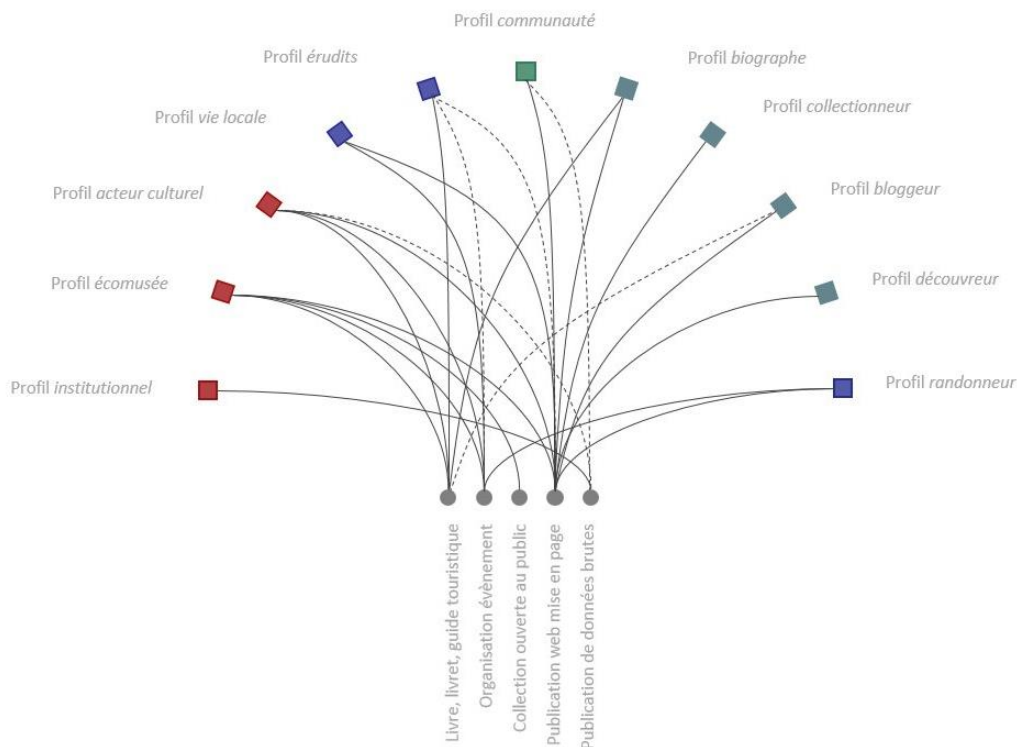 Profil communauté
Profil érudits
Profil biographe
Profil collectionneur
Profil vie locale
Profil bloggeur
Profil acteur culturel
Profil écomusée
Profil découvreur
Profil institutionnel
Profil randonneur
Livre, livret, guide touristique
Organisation évènement
Collection ouverte au public
Publication web mise en page
Publication de données brutes